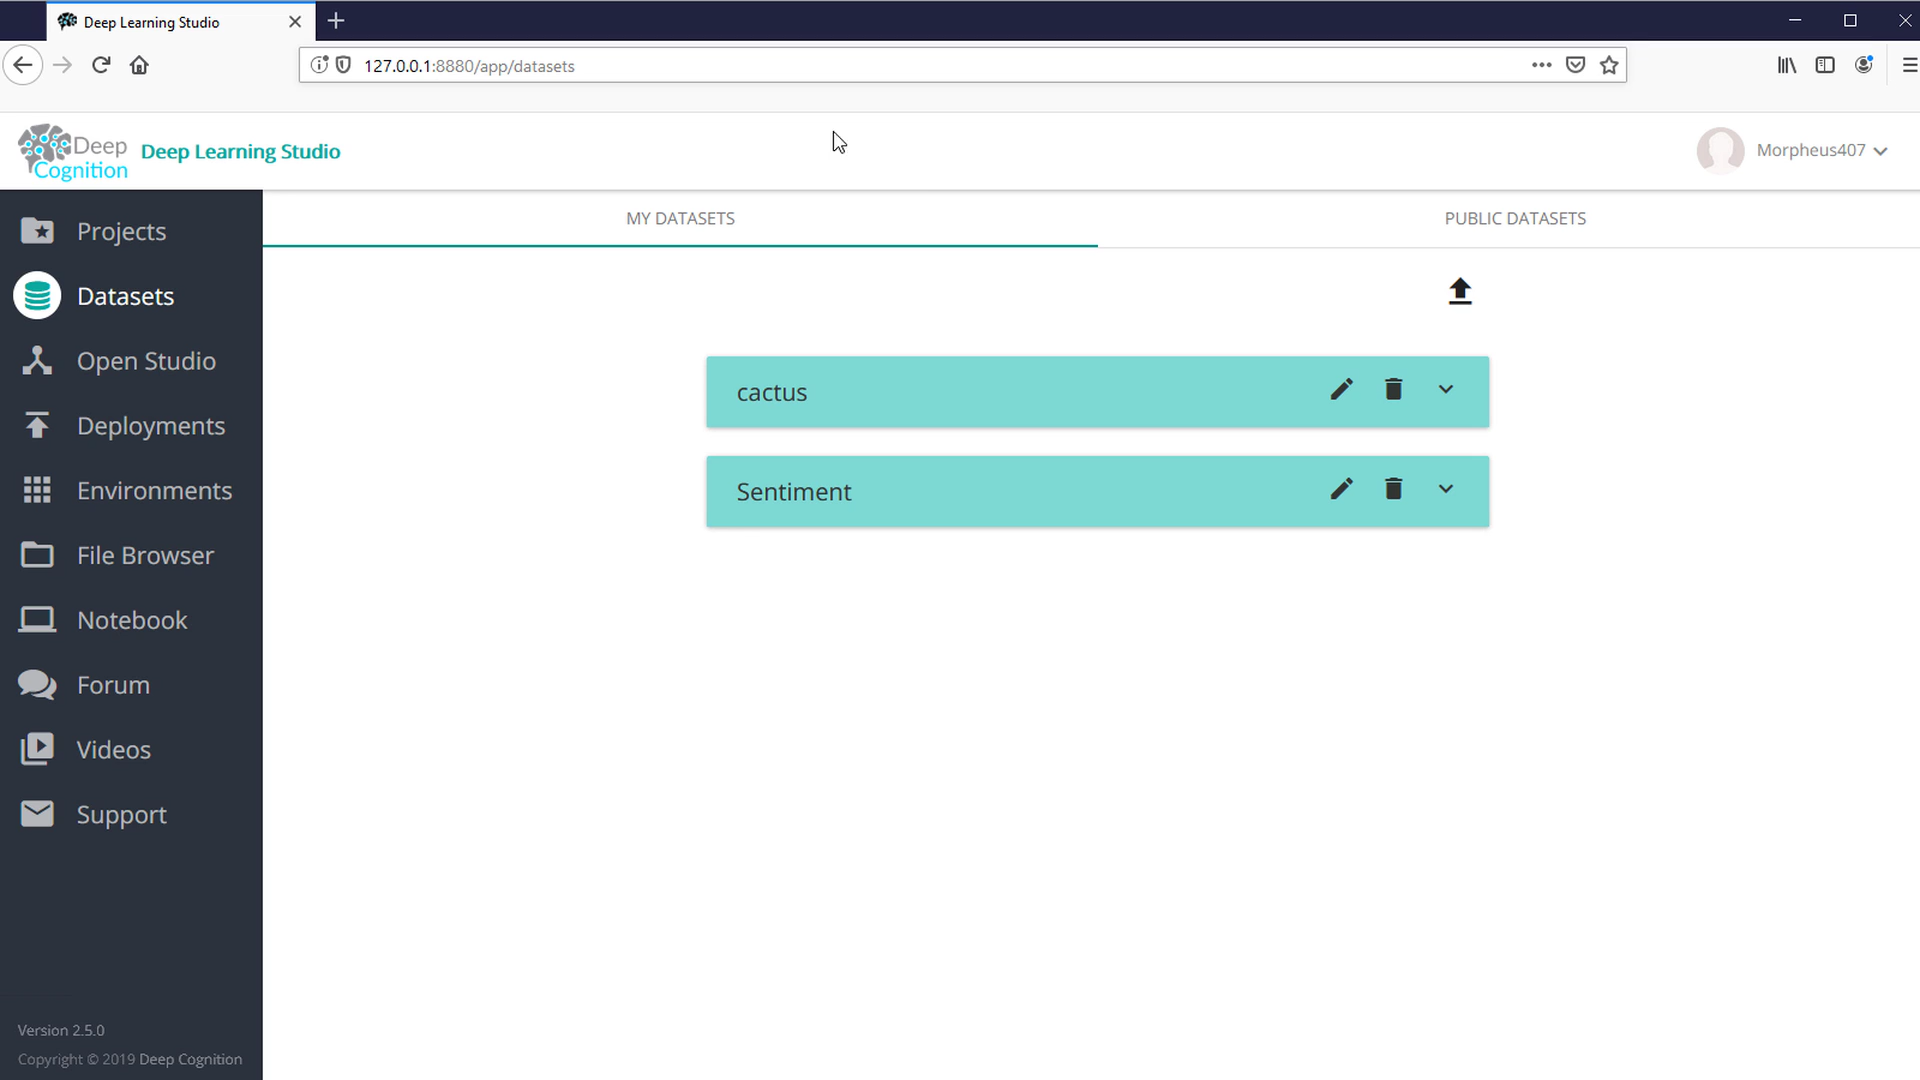 Deep Learning Studio
127.0.0.1:8880/app/datasets
Deep
Cognition
Deep Learning Studio
Morpheus407
Projects
Datasets
Open Studio
Deployments
Environments
File Browser
Notebook
Forum
Videos
Support
MY DATASETS
PUBLIC DATASETS
cactus
Sentiment
Version 2.5.0
Copyright © 2019 Deep Cognition